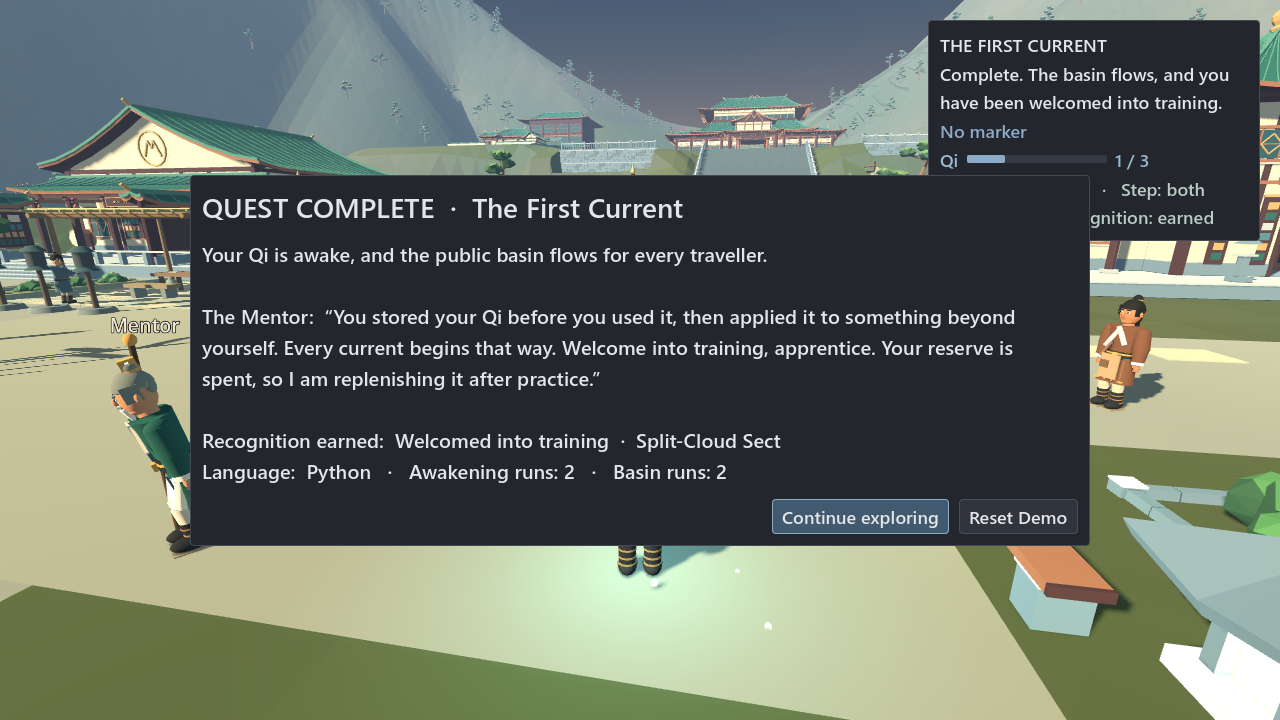 THE FIRST CURRENT
Complete. The basin flows, and you
have been welcomed into training.
No marker
Qi 1 / 3
· Step: both
earned
QUEST COMPLETE · The First Current
Your Qi is awake, and the public basin flows for every traveller.
The Mentor: “You stored your Qi before you used it, then applied it to something beyond
yourself. Every current begins that way. Welcome into training, apprentice. Your reserve is
spent, so I am replenishing it after practice.”
Recognition earned: Welcomed into training · Split-Cloud Sect
Language: Python · Awakening runs: 2 · Basin runs: 2
Continue exploring
Reset Demo
Mentor
M